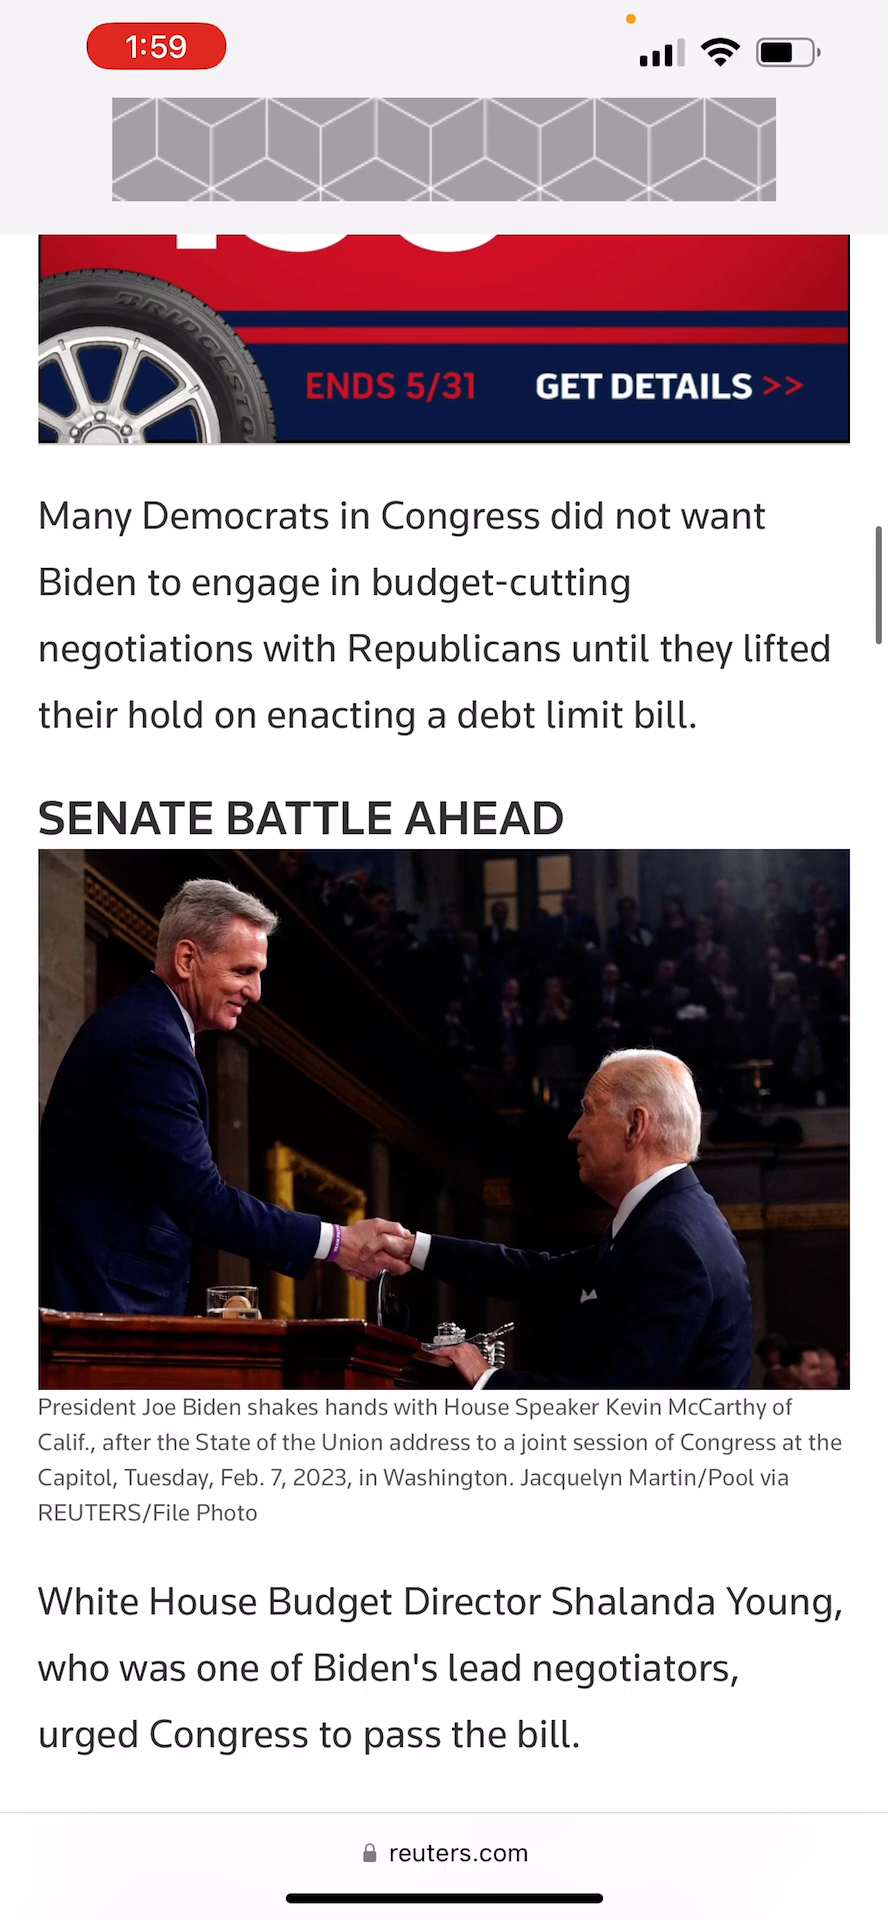 1:59
BRIDGESTO
ENDS 5/31 GET DETAILS >>
Many Democrats in Congress did not want
Biden to engage in budget-cutting
negotiations with Republicans until they lifted
their hold on enacting a debt limit bill.
SENATE BATTLE AHEAD
President Joe Biden shakes hands with House Speaker Kevin McCarthy of
Calif., after the State of the Union address to a joint session of Congress at the
Capitol, Tuesday, Feb. 7, 2023, in Washington. Jacquelyn Martin/Pool via
REUTERS/File Photo
White House Budget Director Shalanda Young,
who was one of Biden's lead negotiators,
urged Congress to pass the bill.
reuters.com